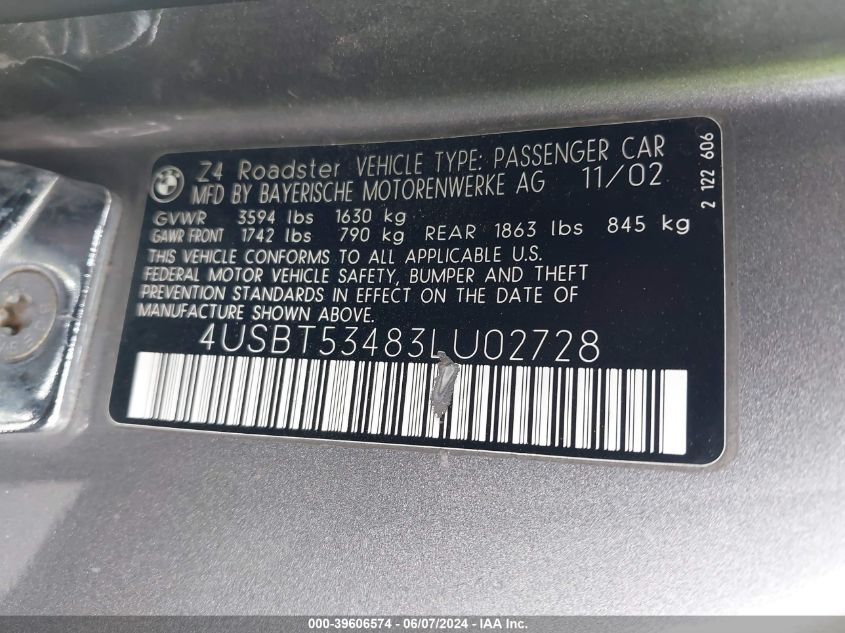 BMW
Z4 Roadster VEHICLE TYPE: PASSENGER CAR
MFD BY BAYERISCHE MOTORENWERKE AG 11/02
GVWR 3594 lbs 1630 kg
GAWR FRONT 1742 lbs 790 kg REAR 1863 lbs 845 kg
THIS VEHICLE CONFORMS TO ALL APPLICABLE U.S.
FEDERAL MOTOR VEHICLE SAFETY, BUMPER AND THEFT
PREVENTION STANDARDS IN EFFECT ON THE DATE OF
MANUFACTURE SHOWN ABOVE.
4USBT53483LU02728
2 122 606
000-39606574 - 06/07/2024 - IAA Inc.